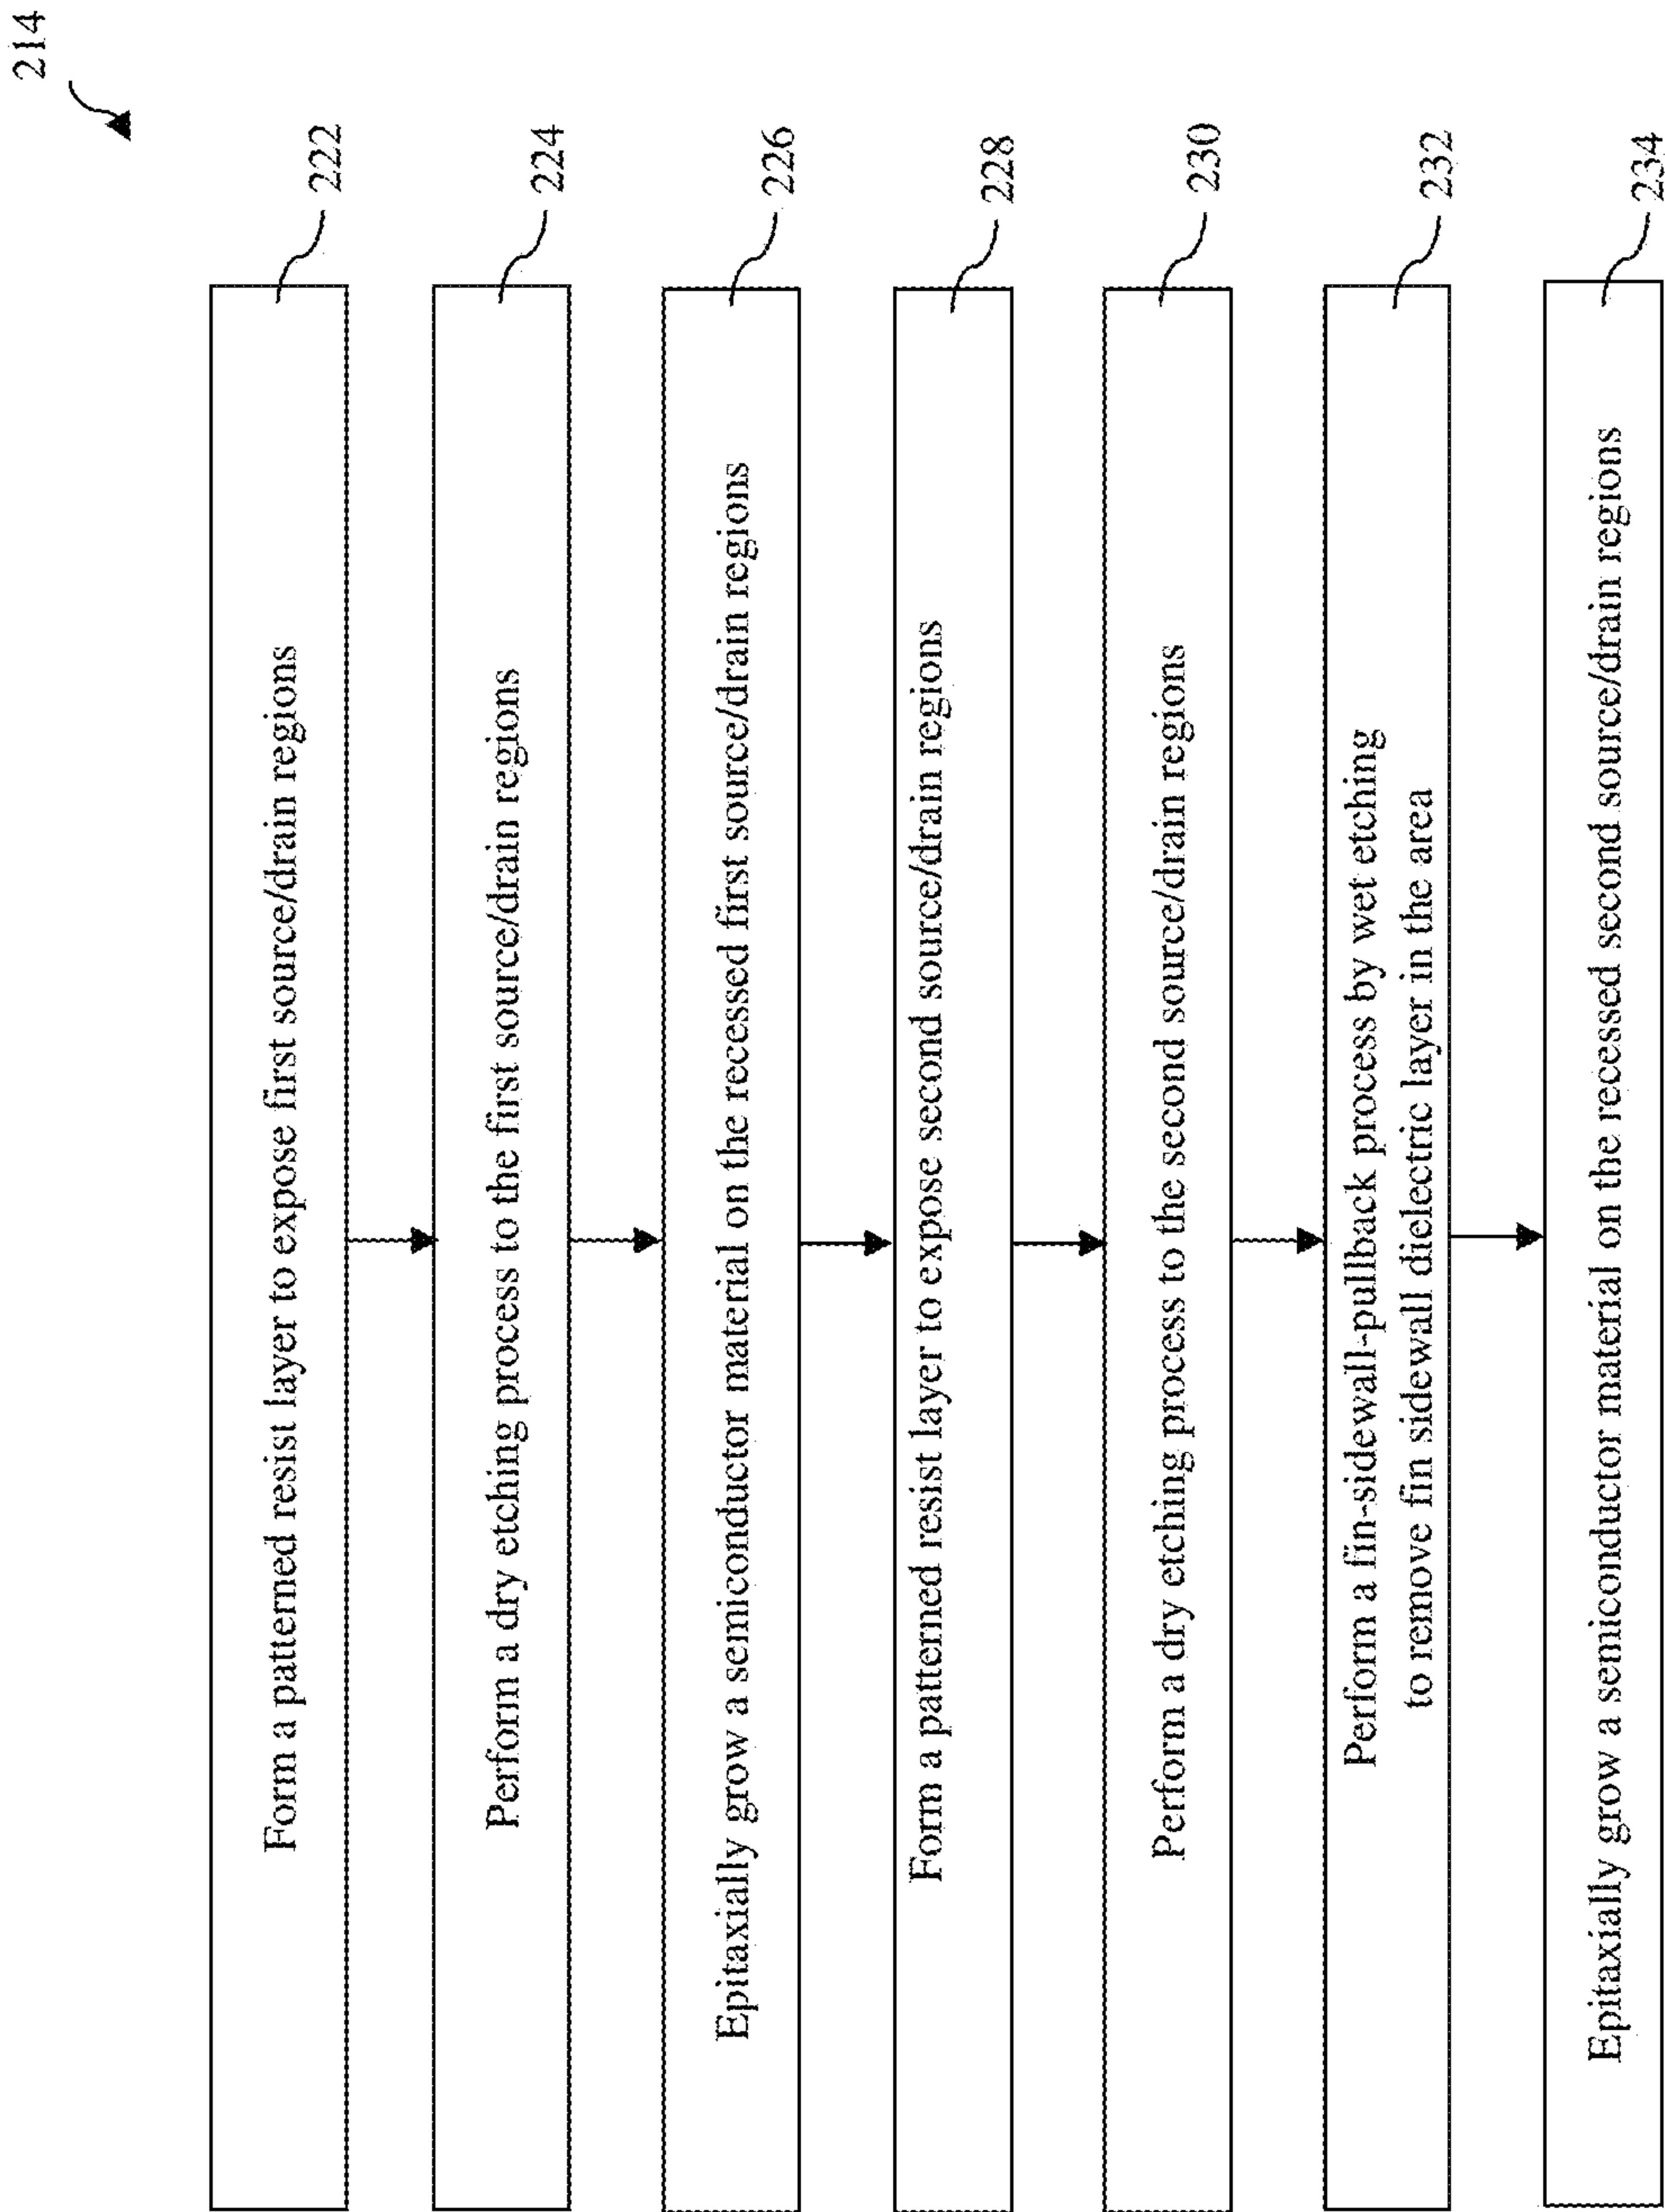 214
Form a patterned resist layer to expose first source/drain regions
222
Perform a dry etching process to the first source/drain regions
224
Epitaxially grow a semiconductor material on the recessed first source/drain regions
226
Form a patterned resist layer to expose second source/drain regions
228
Perform a dry etching process to the second source/drain regions
230
Perform a fin-sidewall-pullback process by wet etching
to remove fin sidewall dielectric layer in the area
232
Epitaxially grow a semiconductor material on the recessed second source/drain regions
234